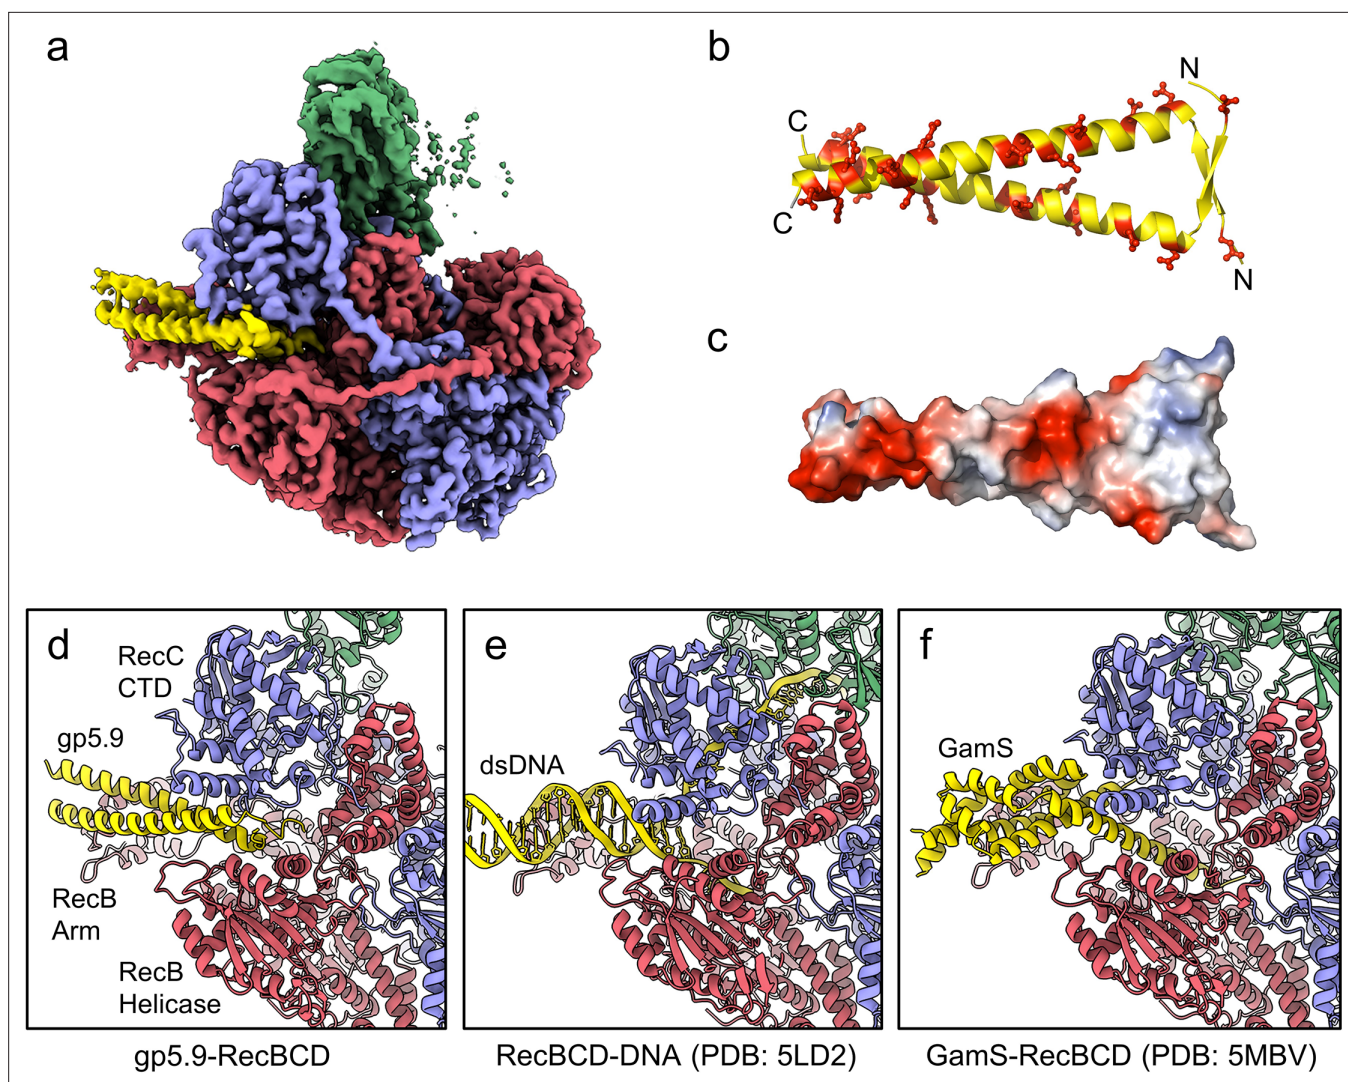 a
b
N
C
C
N
c
d
RecC
CTD
gp5.9
RecB
Arm
RecB
Helicase
e
dsDNA
f
GamS
gp5.9-RecBCD
RecBCD-DNA (PDB: 5LD2)
GamS-RecBCD (PDB: 5MBV)